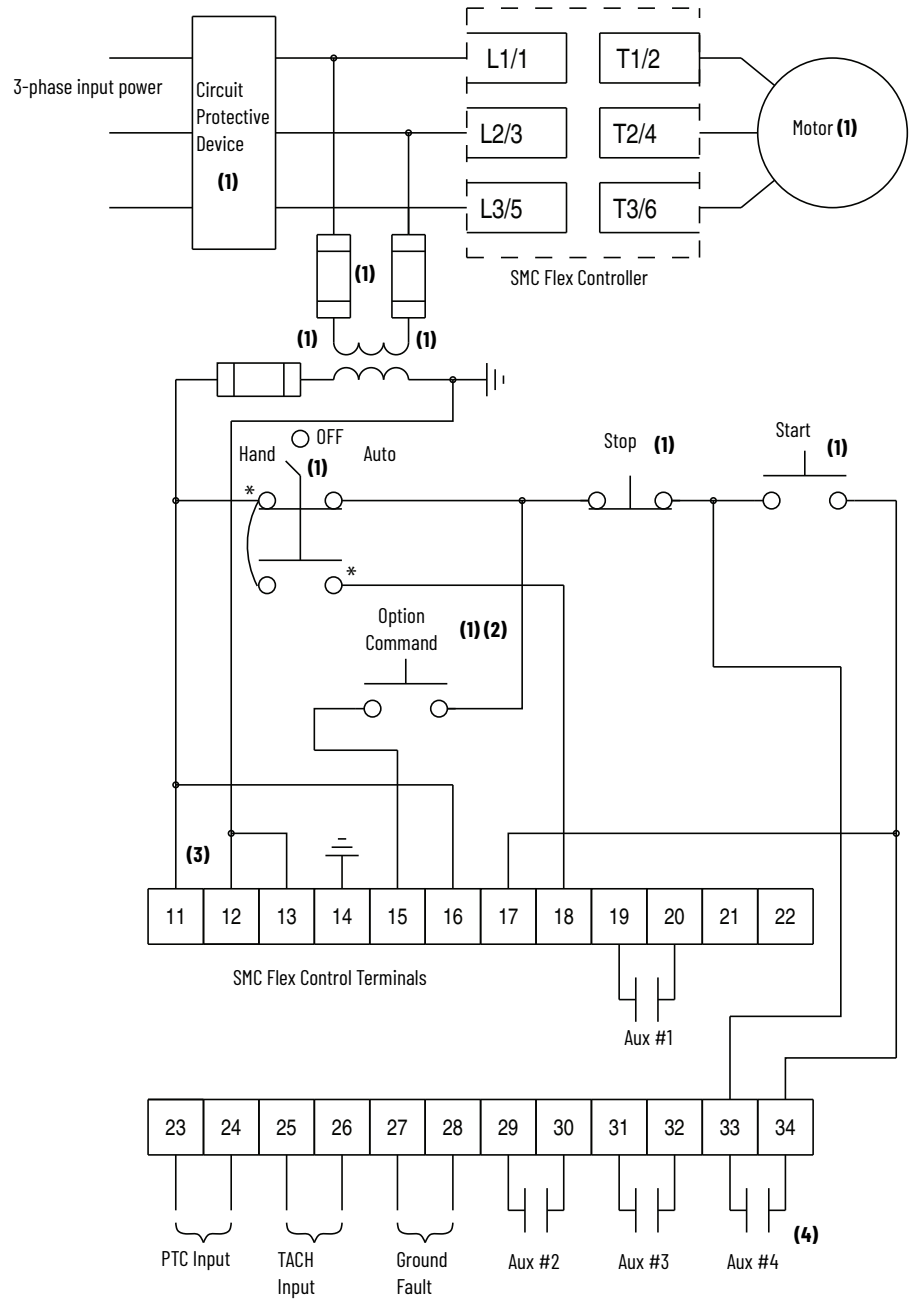 3-phase input power
Circuit
Protective
Device
(1)
L1/1
T1/2
L2/3
T2/4
L3/5
T3/6
Motor (1)
SMC Flex Controller
(1)
(1)
(1)
OFF
Hand
Auto
(1)
*
*
Stop
(1)
Start
(1)
Option
Command
(1) (2)
(3)
11 12 13 14 15 16 17 18 19 20 21 22
SMC Flex Control Terminals
Aux #1
23 24 25 26 27 28 29 30 31 32 33 34
PTC Input
TACH
Input
Ground
Fault
Aux #2
Aux #3
Aux #4
(4)